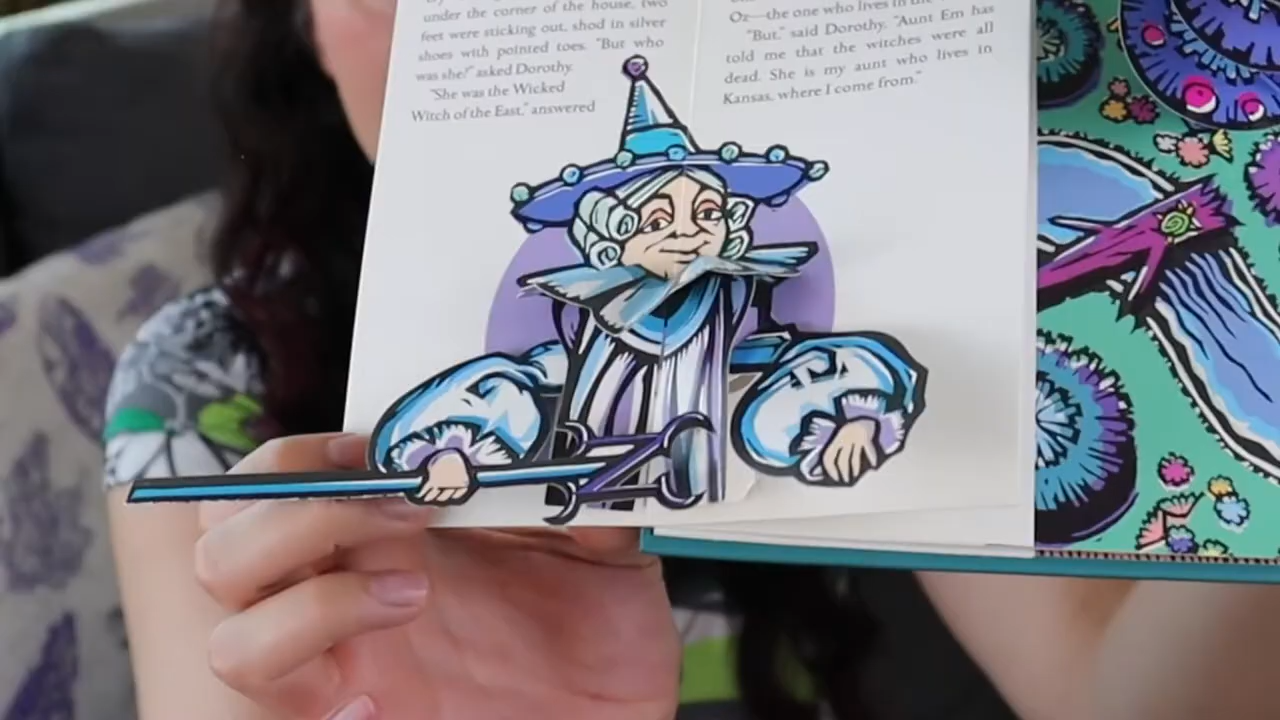 under the corner of the house, two
feet were sticking out, shod in silver
shoes with pointed toes. "But who
was she?" asked Dorothy.
"She was the Wicked
Witch of the East," answered
Oz—the one who lives in the
"But," said Dorothy, "Aunt Em has
told me that the witches were all
dead. She is my aunt who lives in
Kansas, where I come from."